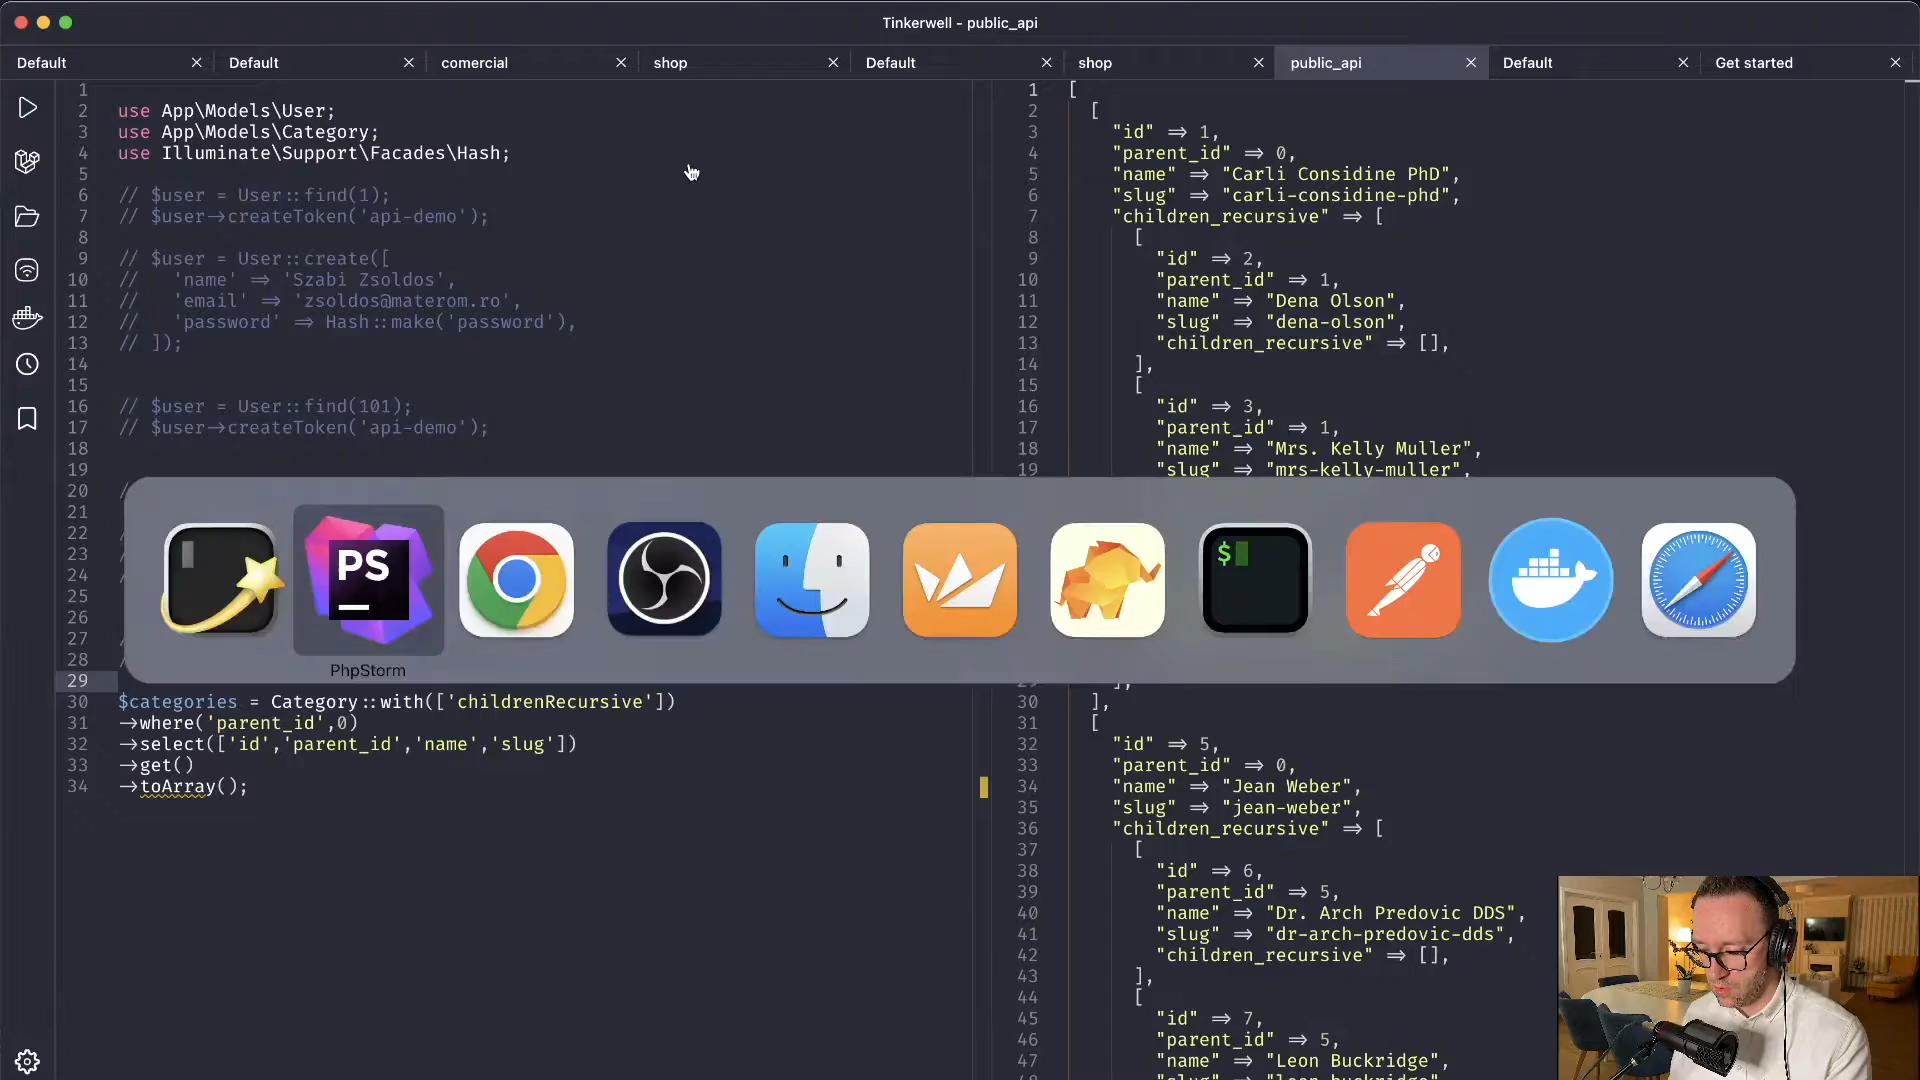 Tinkerwell - public_api
Default
Default
comercial
shop
Default
shop
public_api
Default
Get started
1
2 use App\Models\User;
3 use App\Models\Category;
4 use Illuminate\Support\Facades\Hash;
5
6 // $user = User::find(1);
7 // $user->createToken('api-demo');
8
9 // $user = User::create([
10 // 'name' => 'Szabi Zsoldos',
11 // 'email' => 'zsoldos@materom.ro',
12 // 'password' => Hash::make('password'),
13 // ]);
14
15
16 // $user = User::find(101);
17 // $user->createToken('api-demo');
18
19
20
21
22
23
24
25
26
27
28
29
30 $categories = Category::with(['childrenRecursive'])
31 ->where('parent_id',0)
32 ->select(['id','parent_id','name','slug'])
33 ->get()
34 ->toArray();
1 [
2 [
3 "id" => 1,
4 "parent_id" => 0,
5 "name" => "Carli Considine PhD",
6 "slug" => "carli-considine-phd",
7 "children_recursive" => [
8 [
9 "id" => 2,
10 "parent_id" => 1,
11 "name" => "Dena Olson",
12 "slug" => "dena-olson",
13 "children_recursive" => [],
14 ],
15 [
16 "id" => 3,
17 "parent_id" => 1,
18 "name" => "Mrs. Kelly Muller",
19 "slug" => "mrs-kelly-muller",
30 ],
31 [
32 "id" => 5,
33 "parent_id" => 0,
34 "name" => "Jean Weber",
35 "slug" => "jean-weber",
36 "children_recursive" => [
37 [
38 "id" => 6,
39 "parent_id" => 5,
40 "name" => "Dr. Arch Predovic DDS",
41 "slug" => "dr-arch-predovic-dds",
42 "children_recursive" => [],
43 ],
44 [
45 "id" => 7,
46 "parent_id" => 5,
47 "name" => "Leon Buckridge",
PS
$
PhpStorm